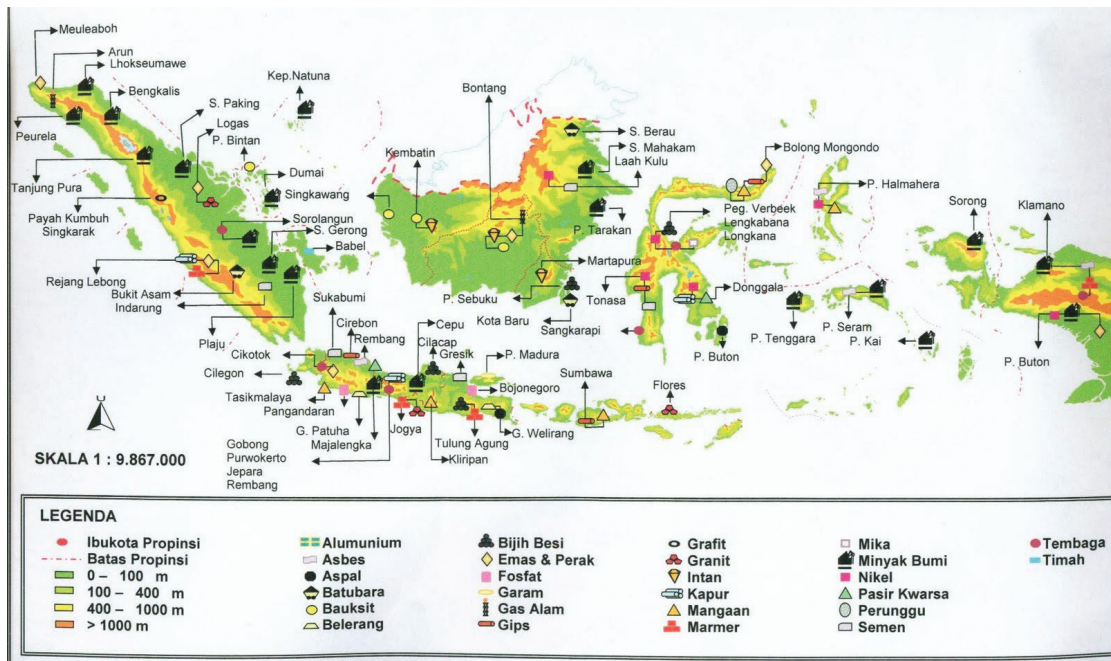 Meuleaboh
Arun
Lhokseumawe
Bengkalis
S. Paking
Logas
P. Bintan
Kep.Natuna
Peurela
Tanjung Pura
Payah Kumbuh
Singkarak
Dumai
Singkawang
Sorolangun
S. Gerong
Babel
Rejang Lebong
Bukit Asam
Indarung
Plaju
Kembatin
Bontang
S. Berau
S. Mahakam
Laah Kulu
P. Tarakan
Martapura
P. Sebuku
Kota Baru
Sangkarapi
Bolong Mongondo
Peg. Verbeek
Lengkabana
Longkana
Tonasa
Donggala
P. Buton
P. Halmahera
Sorong
Klamano
P. Tenggara
P. Seram
P. Kai
P. Buton
Sukabumi
Cirebon
Rembang
Cepu
Cilacap
Gresik
P. Madura
Cikotok
Cilegon
Tasikmalaya
Pangandaran
G. Patuha
Majalengka
Jogya
Kliripan
Tulung Agung
Bojonegoro
G. Welirang
Sumbawa
Flores
Gobong
Purwokerto
Jepara
Rembang
SKALA 1 : 9.867.000
LEGENDA
Ibukota Propinsi
Batas Propinsi
0 – 100 m
100 – 400 m
400 – 1000 m
> 1000 m
Alumunium
Asbes
Aspal
Batubara
Bauksit
Belerang
Bijih Besi
Emas & Perak
Fosfat
Garam
Gas Alam
Gips
Grafit
Granit
Intan
Kapur
Mangaan
Marmer
Mika
Minyak Bumi
Nikel
Pasir Kwarsa
Perunggu
Semen
Tembaga
Timah